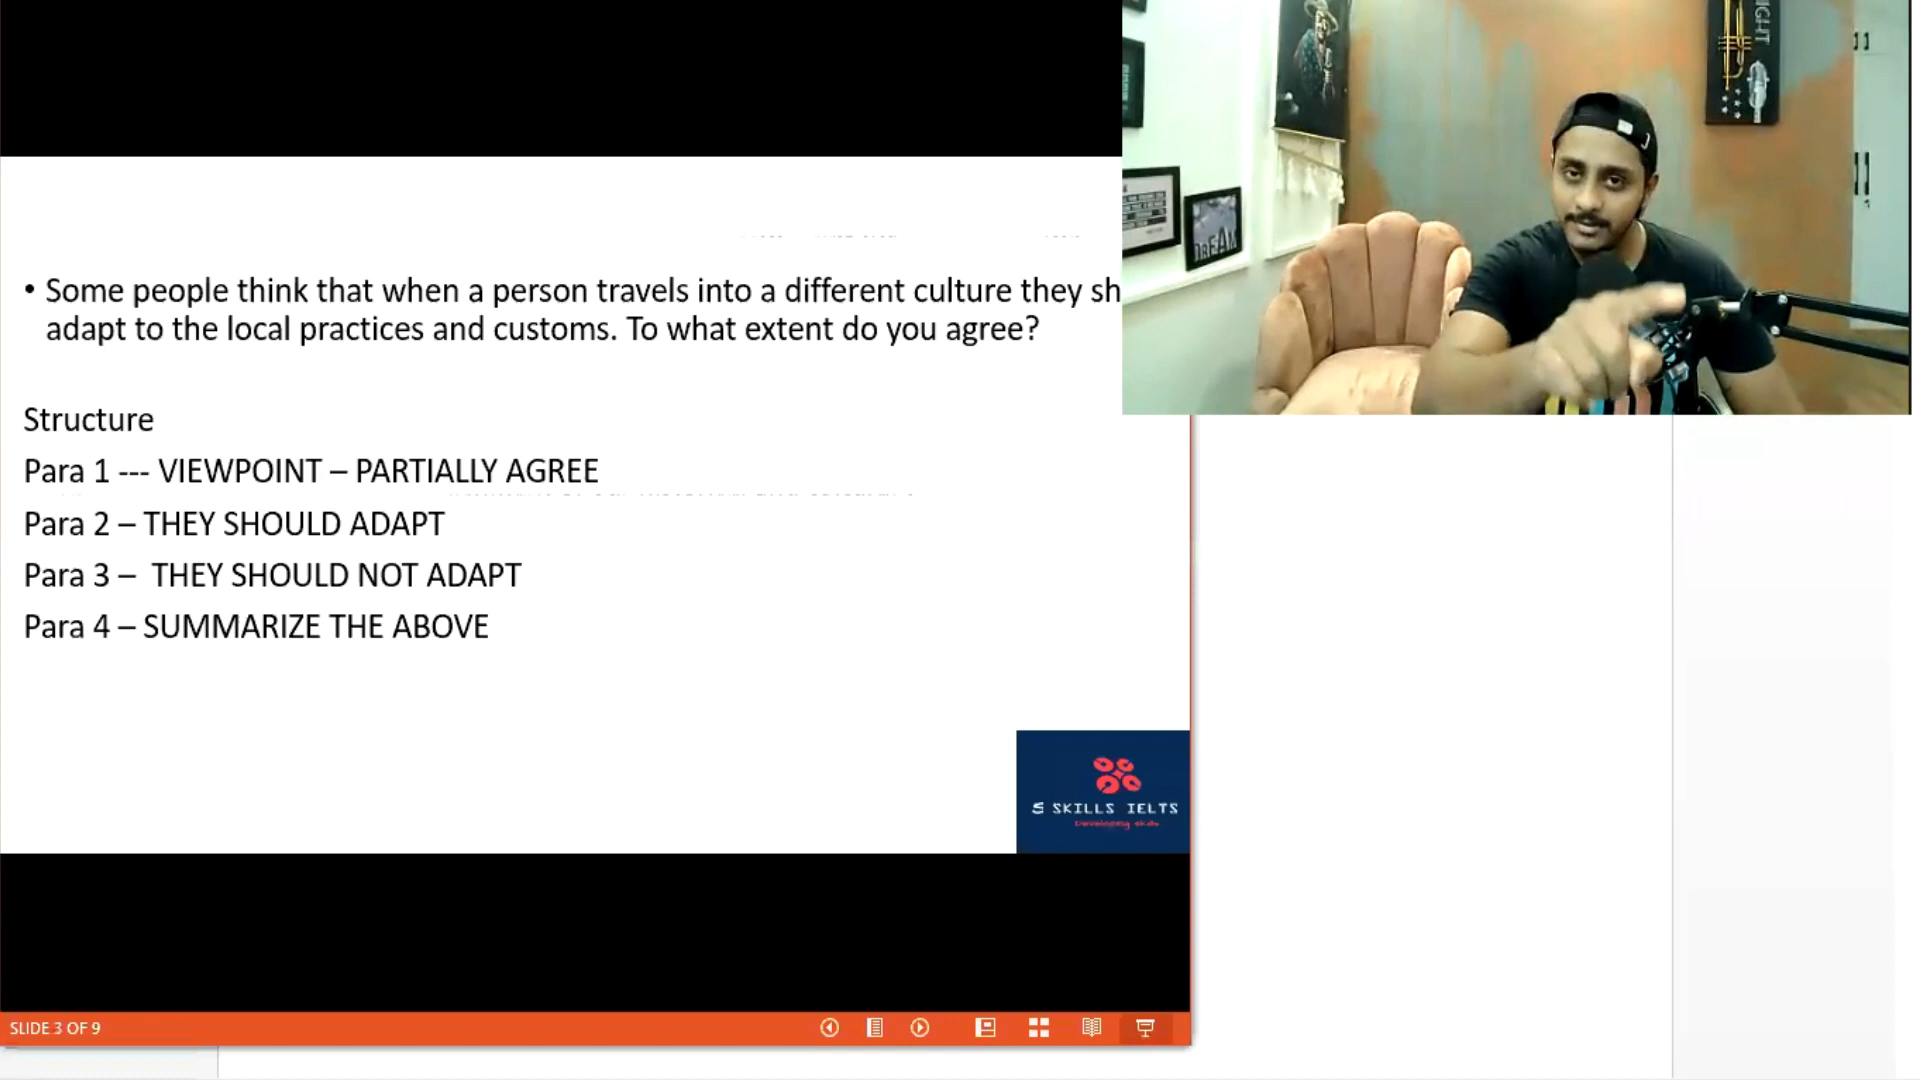 • Some people think that when a person travels into a different culture they sh
adapt to the local practices and customs. To what extent do you agree?
Structure
Para 1 --- VIEWPOINT – PARTIALLY AGREE
Para 2 – THEY SHOULD ADAPT
Para 3 – THEY SHOULD NOT ADAPT
Para 4 – SUMMARIZE THE ABOVE
5 SKILLS IELTS
Developing skills
SLIDE 3 OF 9